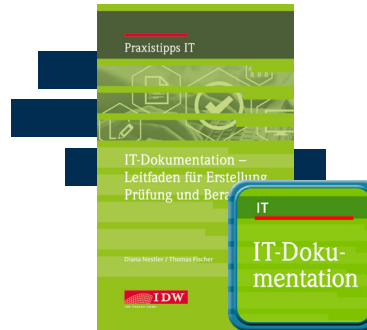 Praxistipps IT
IT-Dokumentation –
Leitfaden für Erstellung,
Prüfung und Bera
Diana Nestler / Thomas Fischer
IDW
IT
IT-Doku-
mentation